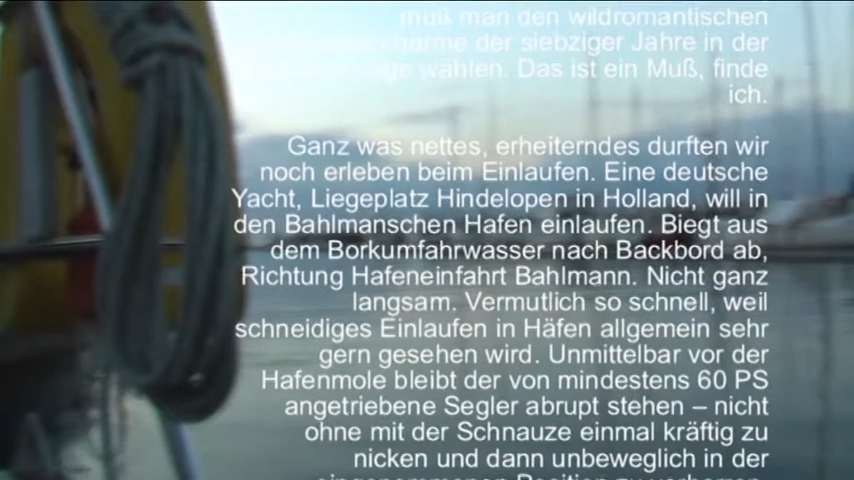 muß man den wildromantischen
charme der siebziger Jahre in der
wählen. Das ist ein Muß, finde
ich.
Ganz was nettes, erheiterndes durften wir
noch erleben beim Einlaufen. Eine deutsche
Yacht, Liegeplatz Hindelopen in Holland, will in
den Bahlmanschen Hafen einlaufen. Biegt aus
dem Borkumfahrwasser nach Backbord ab,
Richtung Hafeneinfahrt Bahlmann. Nicht ganz
langsam. Vermutlich so schnell, weil
schneidiges Einlaufen in Häfen allgemein sehr
gern gesehen wird. Unmittelbar vor der
Hafenmole bleibt der von mindestens 60 PS
angetriebene Segler abrupt stehen – nicht
ohne mit der Schnauze einmal kräftig zu
nicken und dann unbeweglich in der